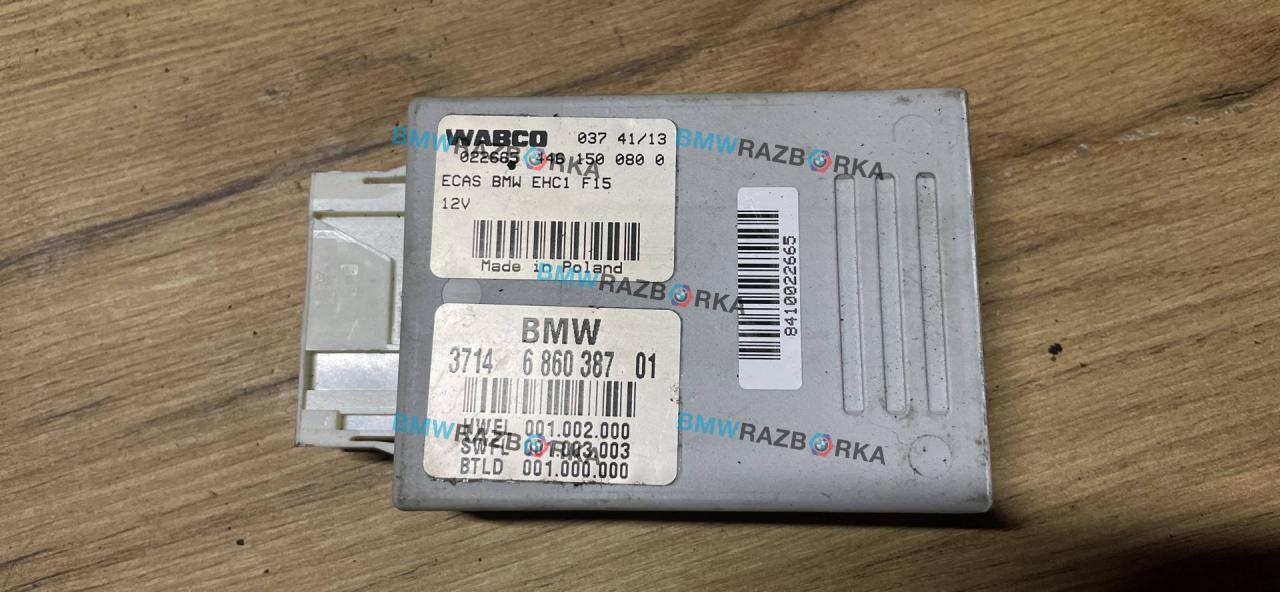 WABCO 037 41/13
022665 446 150 080 0
ECAS BMW EHC1 F15
12V
Made in Poland
BMW
3714 6 860 387 01
HWEL 001.002.000
SWFL 001.003.003
BTLD 001.000.000
8410022665
BMWRAZBORKA
BMWRAZBORKA
BMWRAZBORKA
BMWRAZBORKA
BMWRAZBORKA